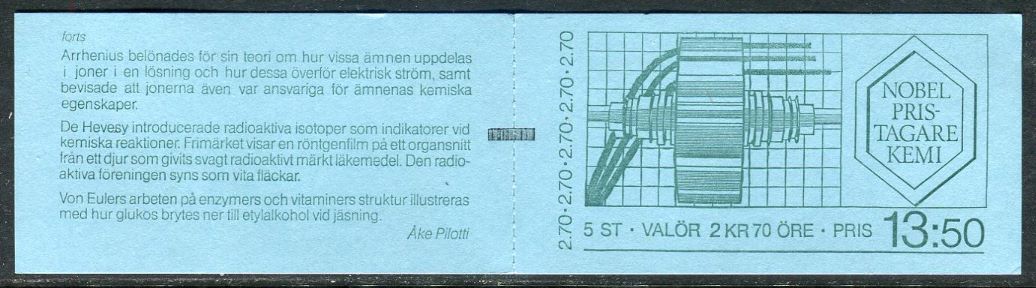 forts
Arrhenius belönades för sin teori om hur vissa ämnen uppdelas
i joner i en lösning och hur dessa överför elektrisk ström, samt
bevisade att jonerna även var ansvariga för ämnenas kemiska
egenskaper.
De Hevesy introducerade radioaktiva isotoper som indikatorer vid
kemiska reaktioner. Frimärket visar en röntgenfilm på ett organsnitt
från ett djur som givits svagt radioaktivt märkt läkemedel. Den radio-
aktiva föreningen syns som vita fläckar.
Von Eulers arbeten på enzymers och vitaminers struktur illustreras
med hur glukos brytes ner till etylalkohol vid jäsning.
Åke Pilotti
2.70 · 2.70 · 2.70 · 2.70 · 2.70
NOBEL
PRIS-
TAGARE
KEMI
5 ST · VALÖR 2 KR 70 ÖRE · PRIS 13:50